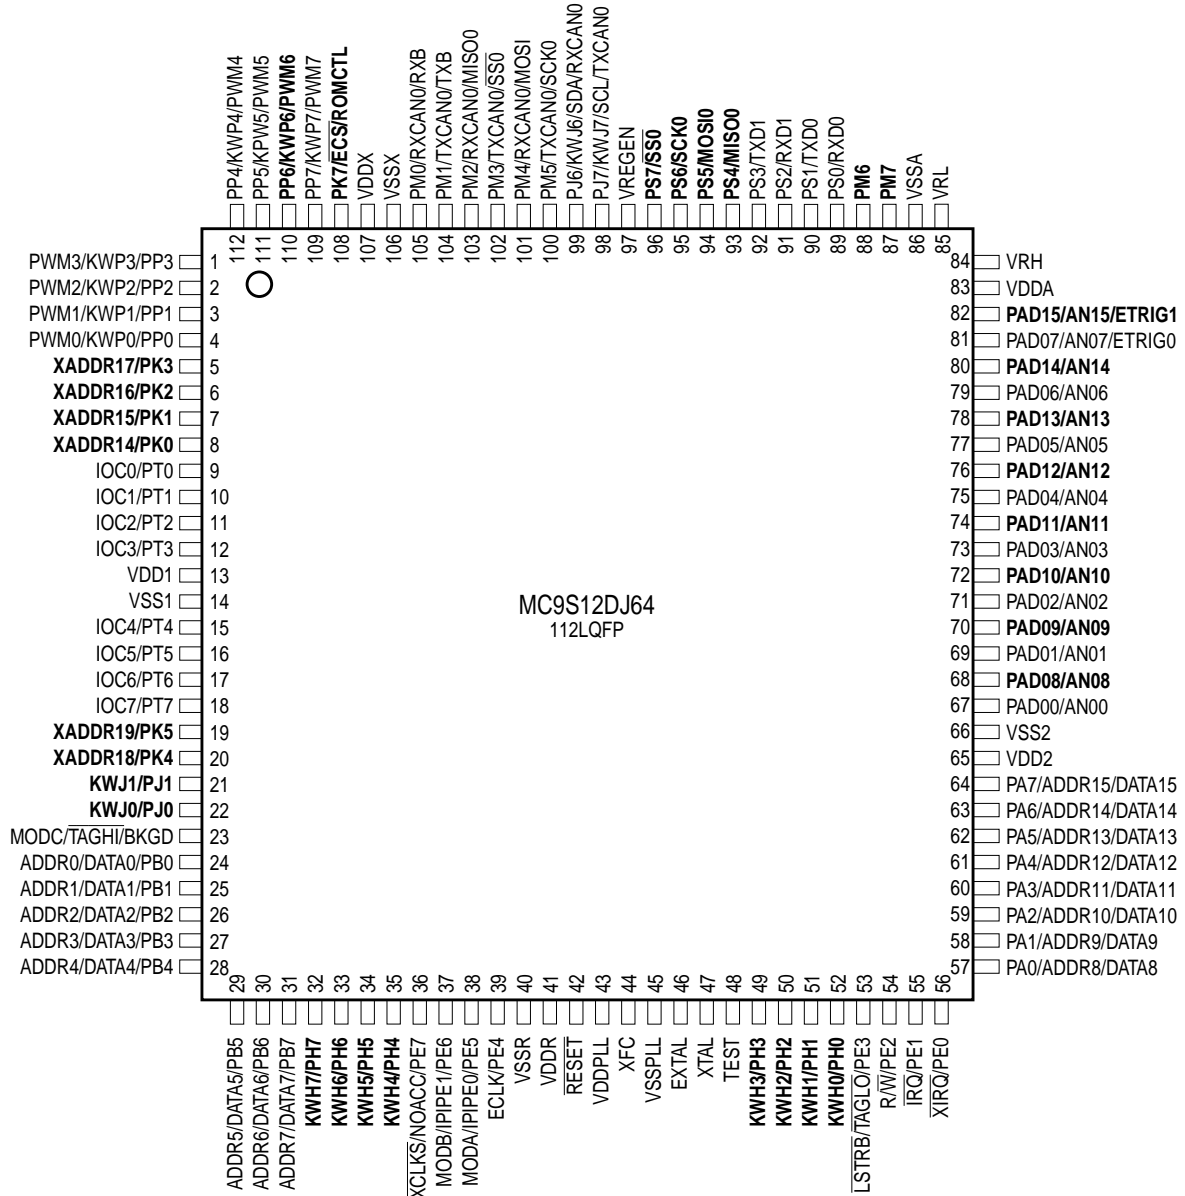 PP4/KWP4/PWM4
PP5/KPW5/PWM5
PP6/KWP6/PWM6
PP7/KWP7/PWM7
PK7/ECS/ROMCTL
VDDX
VSSX
PM0/RXCAN0/RXB
PM1/TXCAN0/TXB
PM2/RXCAN0/MISO0
PM3/TXCAN0/SS0
PM4/RXCAN0/MOSI
PM5/TXCAN0/SCK0
PJ6/KWJ6/SDA/RXCAN0
PJ7/KWJ7/SCL/TXCAN0
VREGEN
PS7/SS0
PS6/SCK0
PS5/MOSI0
PS4/MISO0
PS3/TXD1
PS2/RXD1
PS1/TXD0
PS0/RXD0
PM6
PM7
VSSA
VRL
112
111
110
109
108
107
106
105
104
103
102
101
100
99
98
97
96
95
94
93
92
91
90
89
88
87
86
85
PWM3/KWP3/PP3 1
PWM2/KWP2/PP2 2
PWM1/KWP1/PP1 3
PWM0/KWP0/PP0 4
XADDR17/PK3 5
XADDR16/PK2 6
XADDR15/PK1 7
XADDR14/PK0 8
IOC0/PT0 9
IOC1/PT1 10
IOC2/PT2 11
IOC3/PT3 12
VDD1 13
VSS1 14
IOC4/PT4 15
IOC5/PT5 16
IOC6/PT6 17
IOC7/PT7 18
XADDR19/PK5 19
XADDR18/PK4 20
KWJ1/PJ1 21
KWJ0/PJ0 22
MODC/TAGHI/BKGD 23
ADDR0/DATA0/PB0 24
ADDR1/DATA1/PB1 25
ADDR2/DATA2/PB2 26
ADDR3/DATA3/PB3 27
ADDR4/DATA4/PB4 28
MC9S12DJ64
112LQFP
84 VRH
83 VDDA
82 PAD15/AN15/ETRIG1
81 PAD07/AN07/ETRIG0
80 PAD14/AN14
79 PAD06/AN06
78 PAD13/AN13
77 PAD05/AN05
76 PAD12/AN12
75 PAD04/AN04
74 PAD11/AN11
73 PAD03/AN03
72 PAD10/AN10
71 PAD02/AN02
70 PAD09/AN09
69 PAD01/AN01
68 PAD08/AN08
67 PAD00/AN00
66 VSS2
65 VDD2
64 PA7/ADDR15/DATA15
63 PA6/ADDR14/DATA14
62 PA5/ADDR13/DATA13
61 PA4/ADDR12/DATA12
60 PA3/ADDR11/DATA11
59 PA2/ADDR10/DATA10
58 PA1/ADDR9/DATA9
57 PA0/ADDR8/DATA8
29
30
31
32
33
34
35
36
37
38
39
40
41
42
43
44
45
46
47
48
49
50
51
52
53
54
55
56
ADDR5/DATA5/PB5
ADDR6/DATA6/PB6
ADDR7/DATA7/PB7
KWH7/PH7
KWH6/PH6
KWH5/PH5
KWH4/PH4
XCLKS/NOACC/PE7
MODB/IPIPE1/PE6
MODA/IPIPE0/PE5
ECLK/PE4
VSSR
VDDR
RESET
VDDPLL
XFC
VSSPLL
EXTAL
XTAL
TEST
KWH3/PH3
KWH2/PH2
KWH1/PH1
KWH0/PH0
LSTRB/TAGLO/PE3
R/W/PE2
IRQ/PE1
XIRQ/PE0